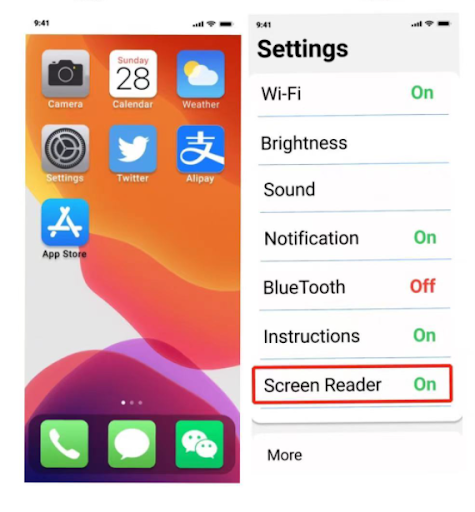 9:41
Sunday
28
Camera Calendar Weather
支
Settings Twitter Alipay
App Store
9:41
Settings
Wi-Fi On
Brightness
Sound
Notification On
BlueTooth Off
Instructions On
Screen Reader On
More